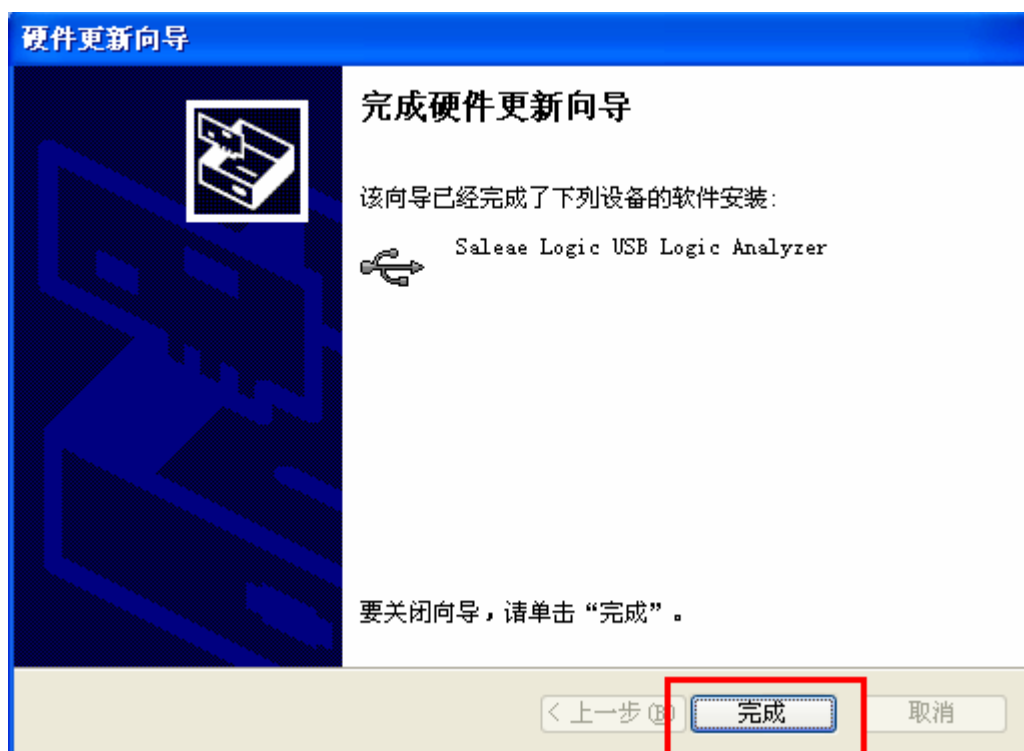 硬件更新向导
完成硬件更新向导
该向导已经完成了下列设备的软件安装:
Saleae Logic USB Logic Analyzer
要关闭向导，请单击“完成”。
< 上一步(B) 完成 取消